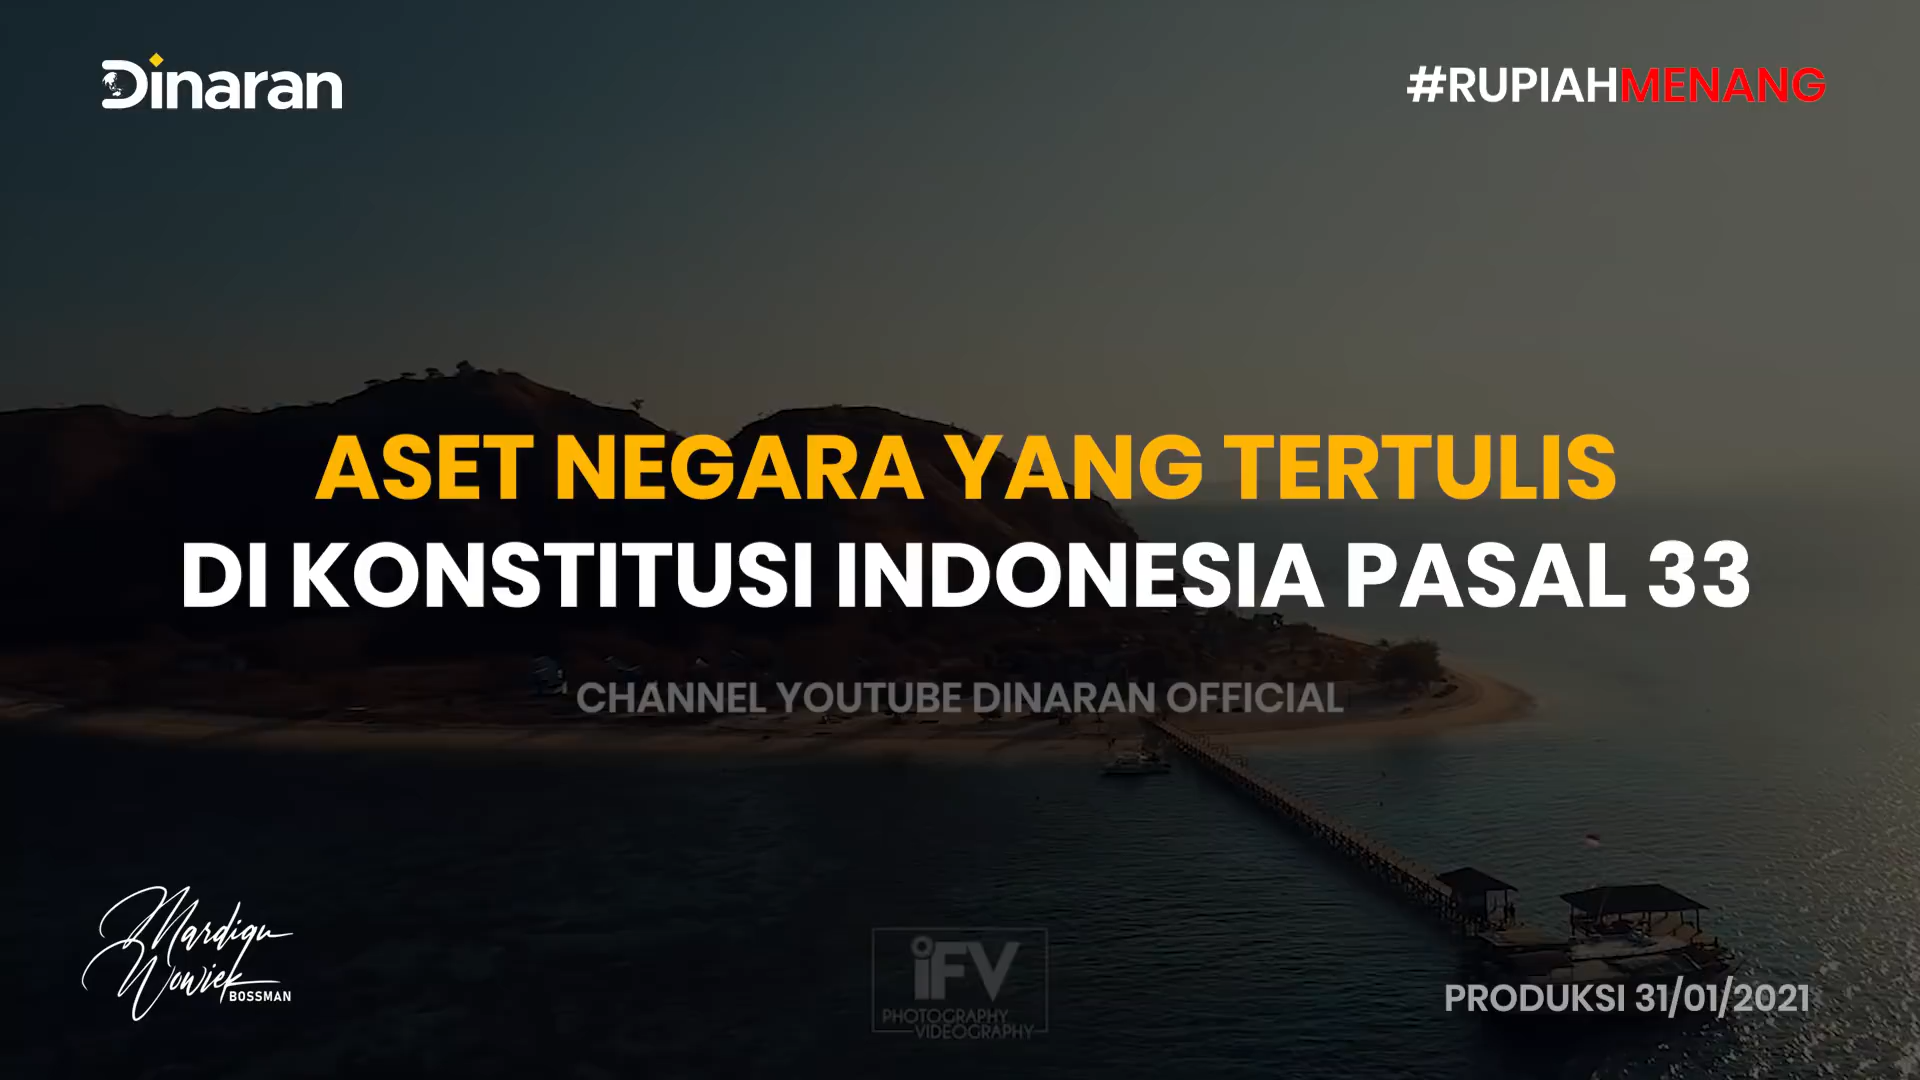 Dinaran
#RUPIAHMENANG
ASET NEGARA YANG TERTULIS
DI KONSTITUSI INDONESIA PASAL 33
CHANNEL YOUTUBE DINARAN OFFICIAL
Mardigu
Wowiek
BOSSMAN
iFV
PHOTOGRAPHY
VIDEOGRAPHY
PRODUKSI 31/01/2021